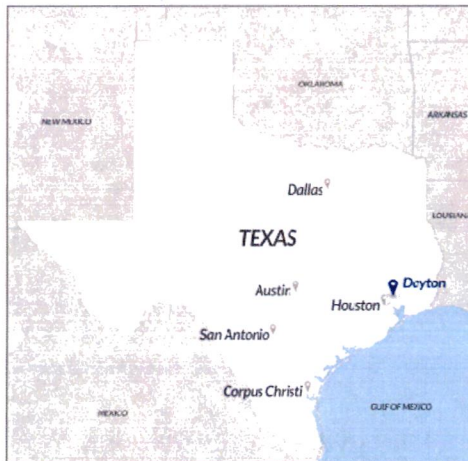 OKLAHOMA
NEW MEXICO
ARKANSAS
Dallas
LOUISIANA
TEXAS
Austin
Dayton
Houston
San Antonio
Corpus Christi
MEXICO
GULF OF MEXICO